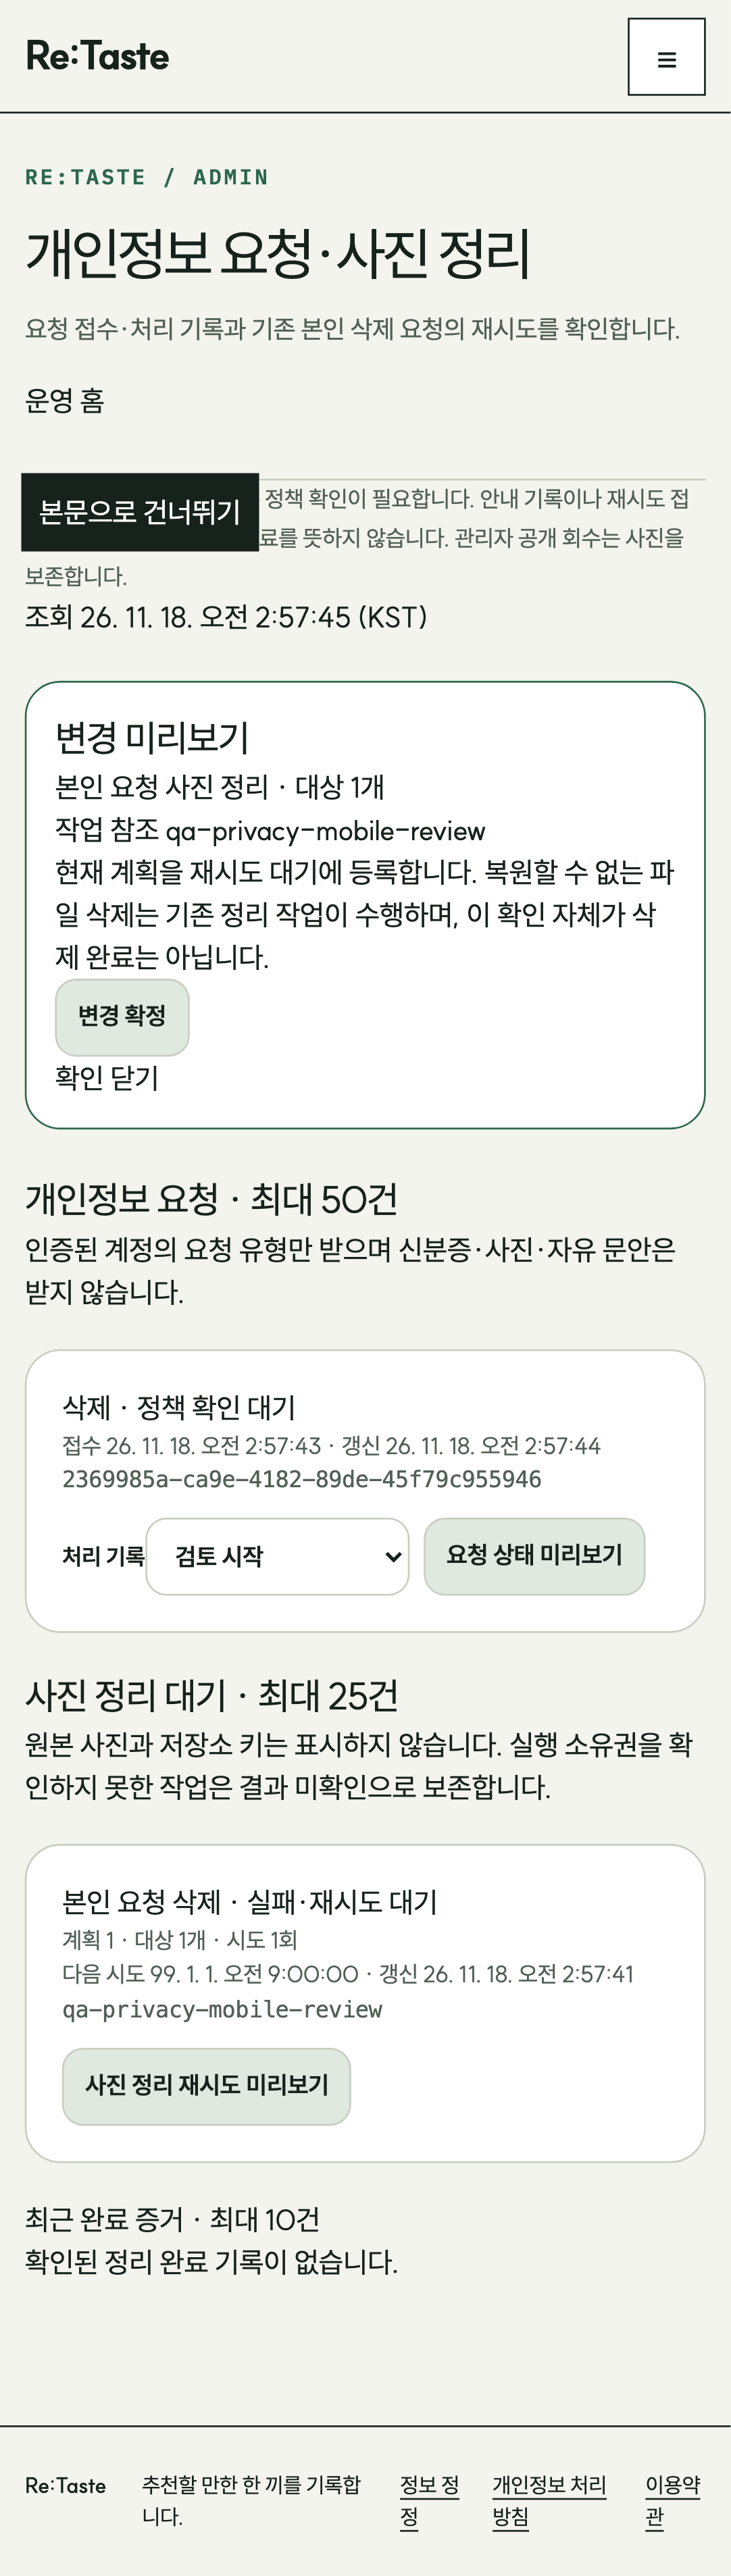 Re:Taste
≡
RE:TASTE / ADMIN
개인정보 요청·사진 정리
요청 접수·처리 기록과 기존 본인 삭제 요청의 재시도를 확인합니다.
운영 홈
본문으로 건너뛰기
정책 확인이 필요합니다. 안내 기록이나 재시도 접
료를 뜻하지 않습니다. 관리자 공개 회수는 사진을
보존합니다.
조회 26. 11. 18. 오전 2:57:45 (KST)
변경 미리보기
본인 요청 사진 정리 · 대상 1개
작업 참조 qa-privacy-mobile-review
현재 계획을 재시도 대기에 등록합니다. 복원할 수 없는 파
일 삭제는 기존 정리 작업이 수행하며, 이 확인 자체가 삭
제 완료는 아닙니다.
변경 확정
확인 닫기
개인정보 요청 · 최대 50건
인증된 계정의 요청 유형만 받으며 신분증·사진·자유 문안은
받지 않습니다.
삭제 · 정책 확인 대기
접수 26. 11. 18. 오전 2:57:43 · 갱신 26. 11. 18. 오전 2:57:44
2369985a-ca9e-4182-89de-45f79c955946
처리 기록 검토 시작 요청 상태 미리보기
사진 정리 대기 · 최대 25건
원본 사진과 저장소 키는 표시하지 않습니다. 실행 소유권을 확
인하지 못한 작업은 결과 미확인으로 보존합니다.
본인 요청 삭제 · 실패·재시도 대기
계획 1 · 대상 1개 · 시도 1회
다음 시도 99. 1. 1. 오전 9:00:00 · 갱신 26. 11. 18. 오전 2:57:41
qa-privacy-mobile-review
사진 정리 재시도 미리보기
최근 완료 증거 · 최대 10건
확인된 정리 완료 기록이 없습니다.
Re:Taste 추천할 만한 한 끼를 기록합 정보 정 개인정보 처리 이용약
니다. 정 방침 관